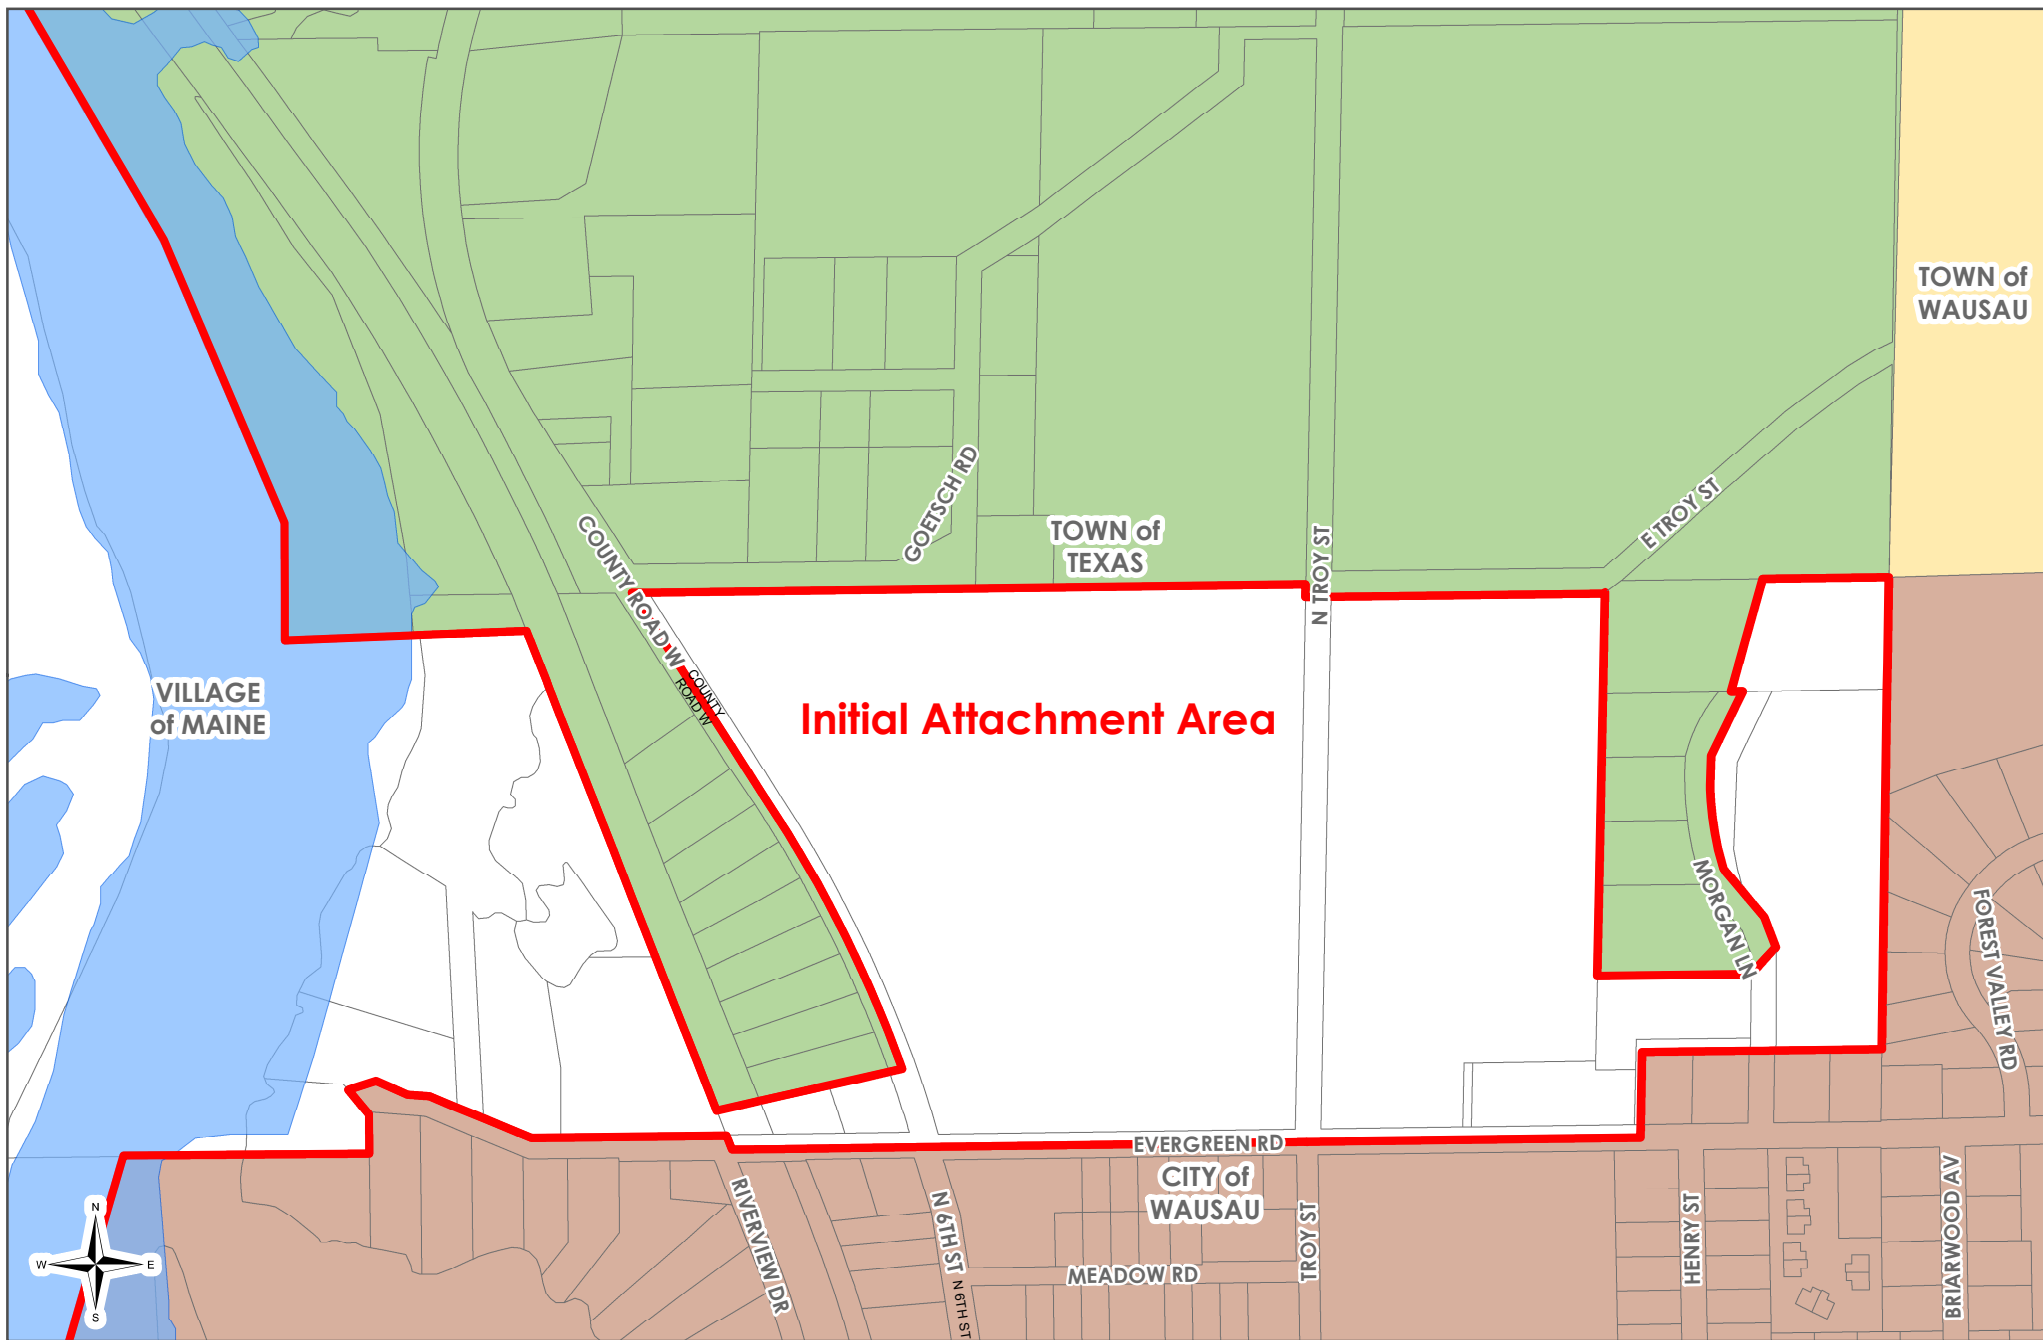 TOWN of
WAUSAU
GOETSCH RD
E TROY ST
TOWN of
TEXAS
COUNTY ROAD W
N TROY ST
COUNTY
ROAD W
VILLAGE
of MAINE
Initial Attachment Area
MORGAN LN
FOREST VALLEY RD
EVERGREEN RD
CITY of
WAUSAU
RIVERVIEW DR
N 6TH ST
N 6TH ST
MEADOW RD
TROY ST
HENRY ST
BRIARWOOD AV
N
W
E
S